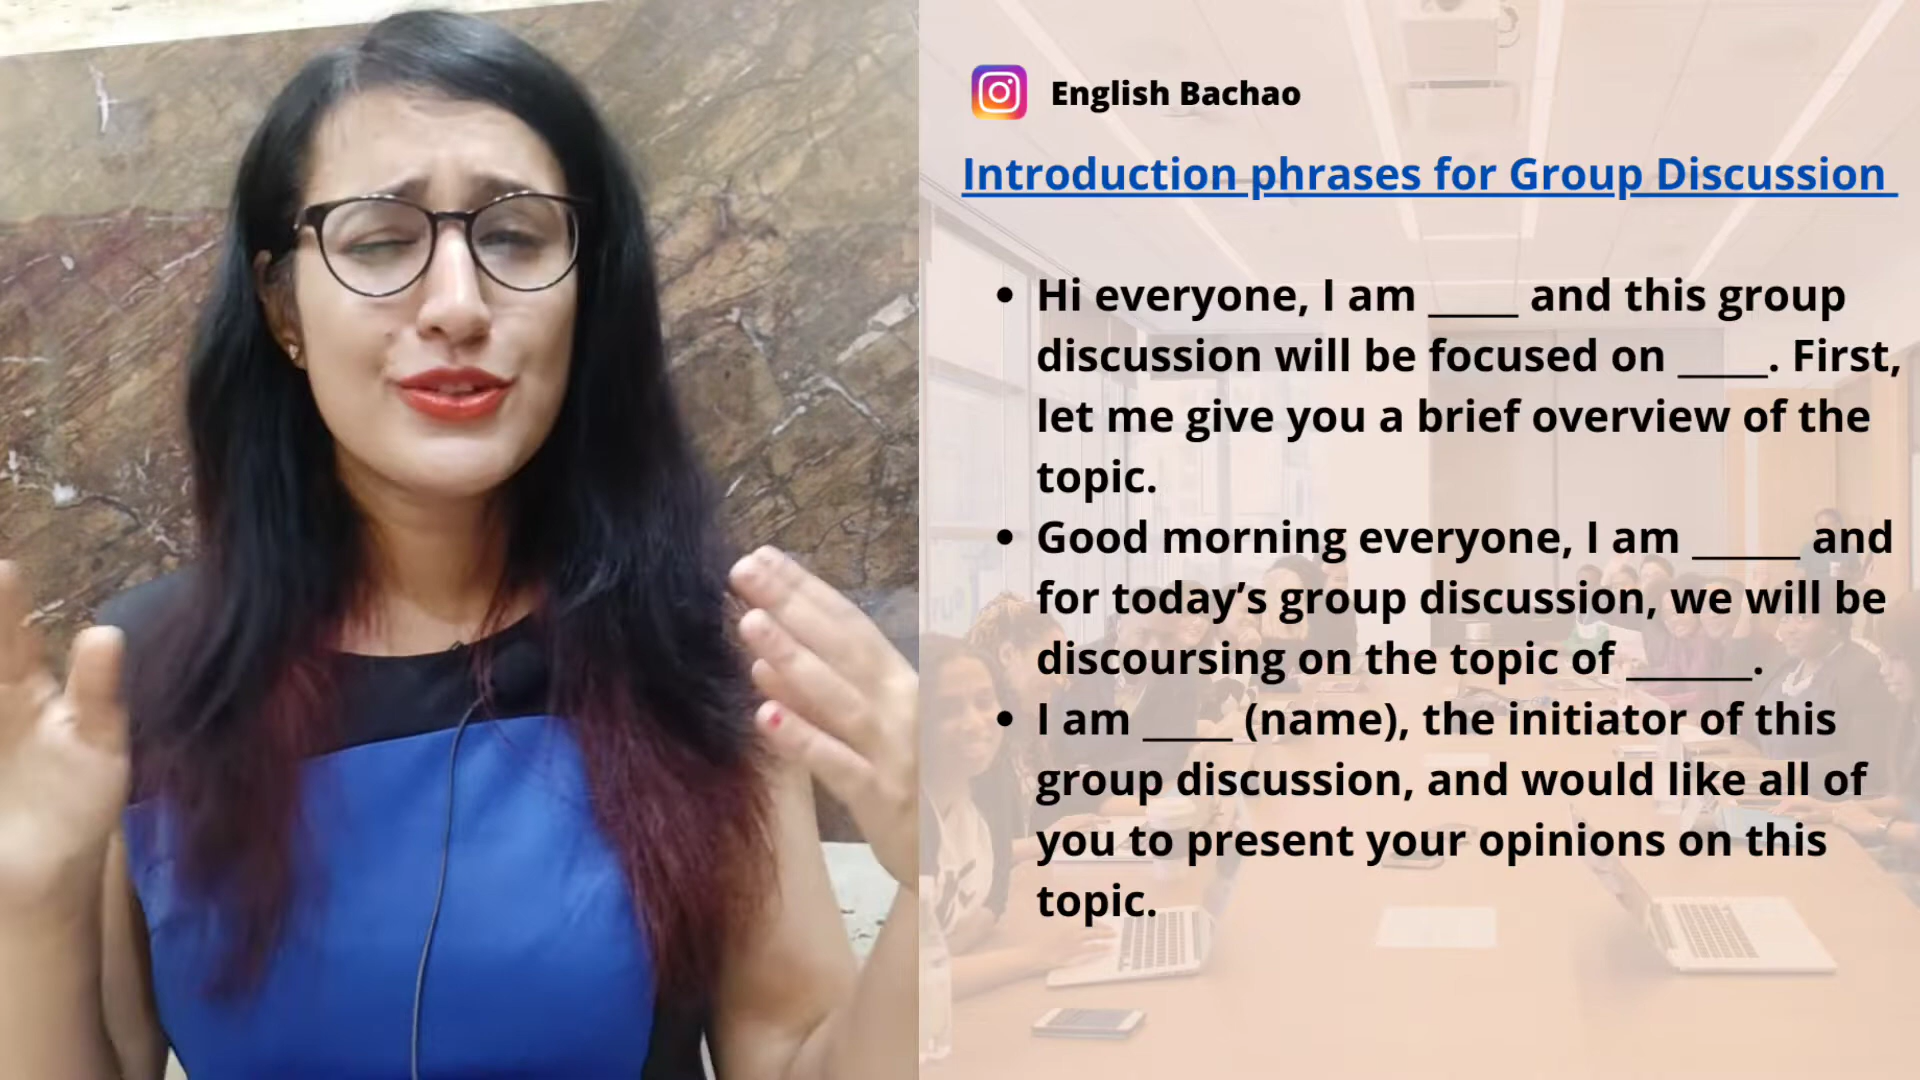 English Bachao
Introduction phrases for Group Discussion
• Hi everyone, I am _____ and this group
discussion will be focused on _____. First,
let me give you a brief overview of the
topic.
• Good morning everyone, I am ______ and
for today’s group discussion, we will be
discoursing on the topic of _______.
• I am _____ (name), the initiator of this
group discussion, and would like all of
you to present your opinions on this
topic.